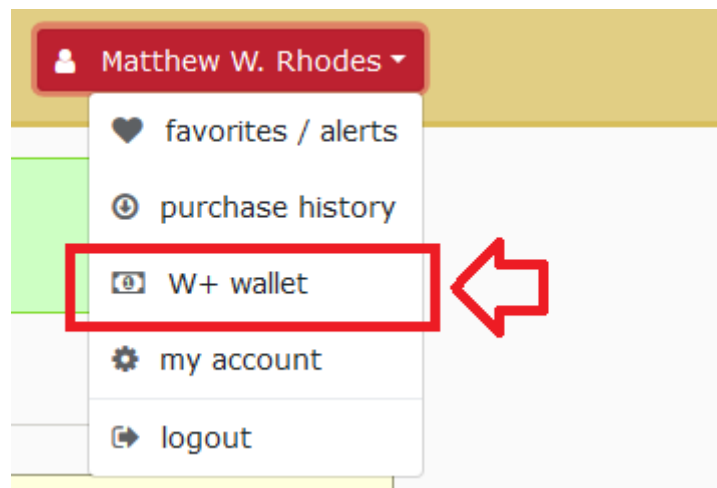 Matthew W. Rhodes
favorites / alerts
purchase history
W+ wallet
my account
logout